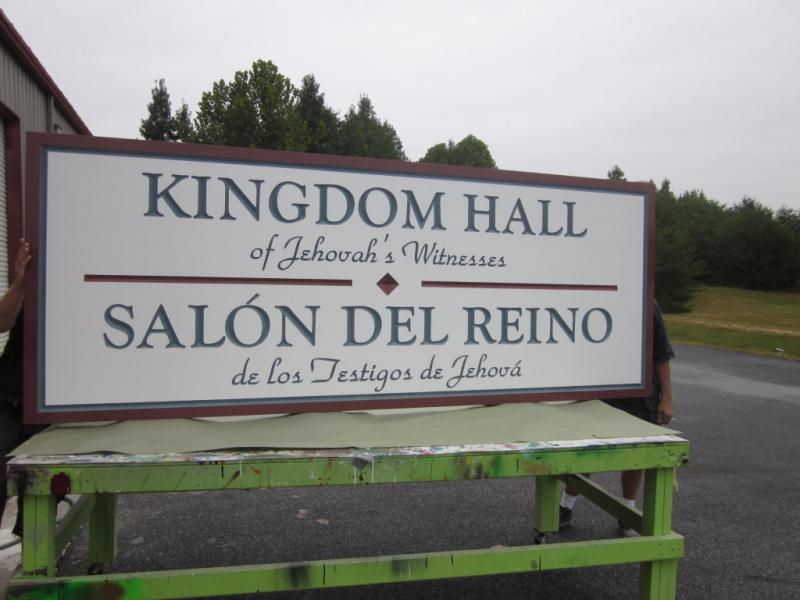 KINGDOM HALL
of Jehovah's Witnesses
SALÓN DEL REINO
de los Testigos de Jehová